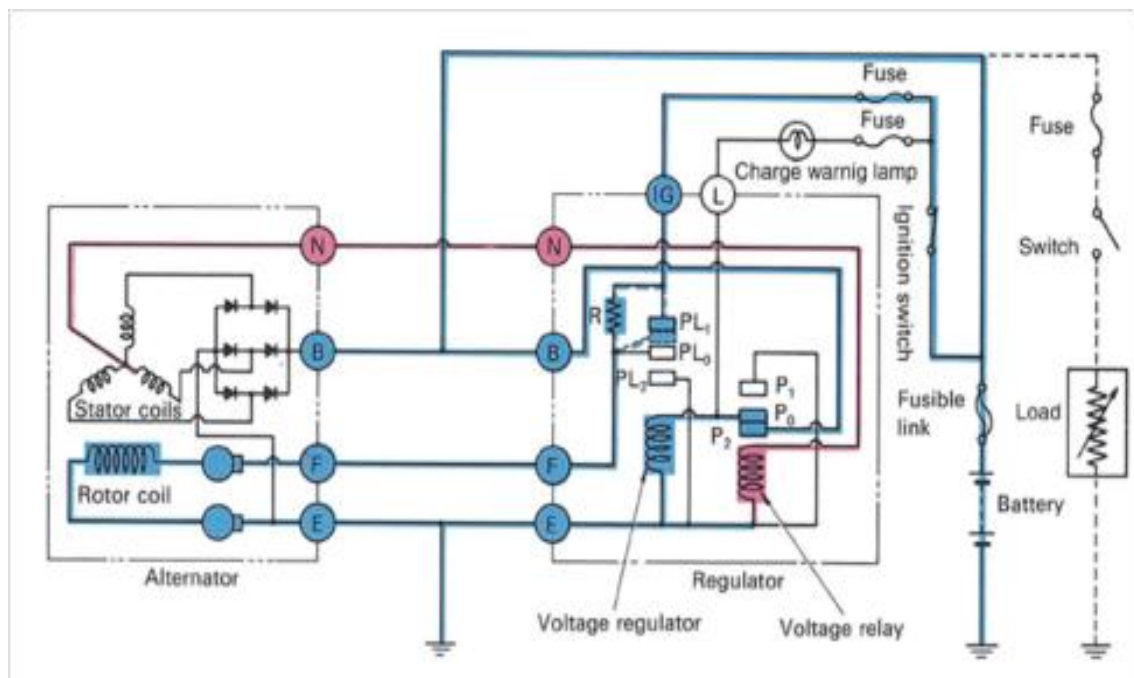 Fuse
Fuse
Fuse
Charge warnig lamp
IG
L
Ignition switch
Switch
N
N
R
PL1
PL0
PL2
B
B
P1
P0
P2
Stator coils
Fusible
link
Load
F
F
Rotor coil
Battery
E
E
Alternator
Regulator
Voltage regulator
Voltage relay